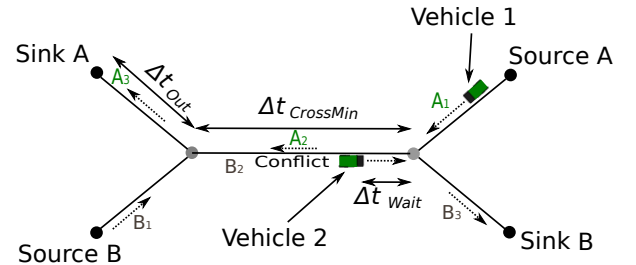 Vehicle 1
Sink A
Source A
A3
Δt Out
Δt CrossMin
A1
A2
B2
Conflict
Δt Wait
B1
B3
Vehicle 2
Source B
Sink B